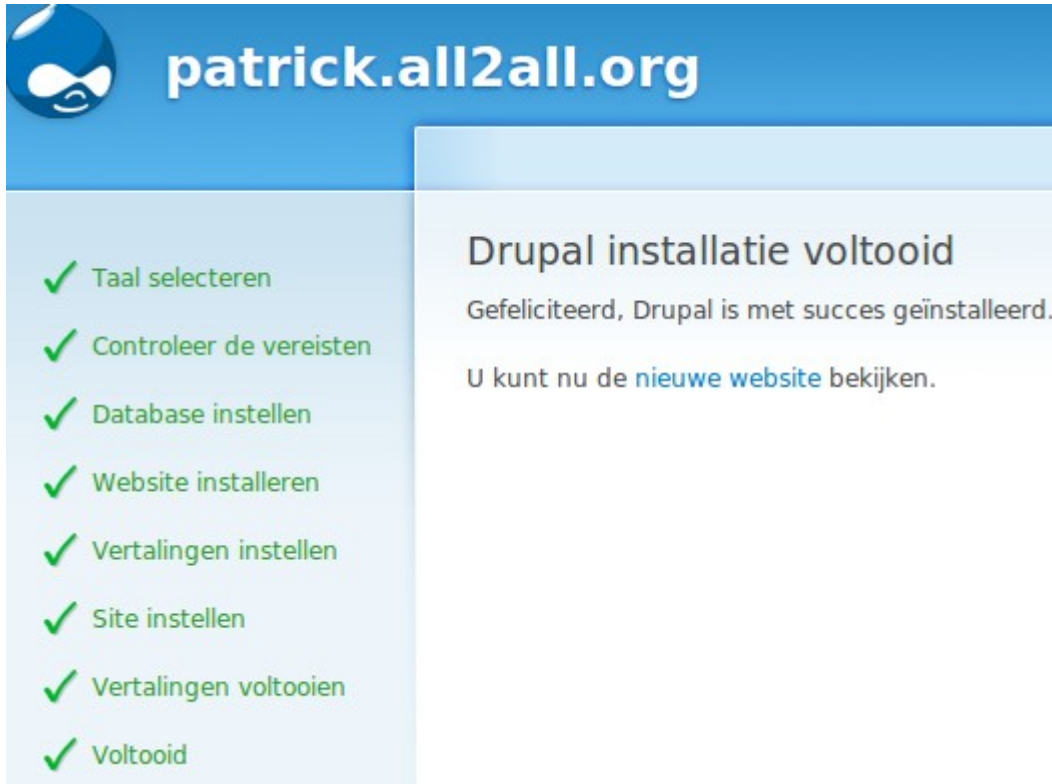 patrick.all2all.org
Taal selecteren
Controleer de vereisten
Database instellen
Website installeren
Vertalingen instellen
Site instellen
Vertalingen voltooien
Voltooid
Drupal installatie voltooid
Gefeliciteerd, Drupal is met succes geïnstalleerd.
U kunt nu de nieuwe website bekijken.